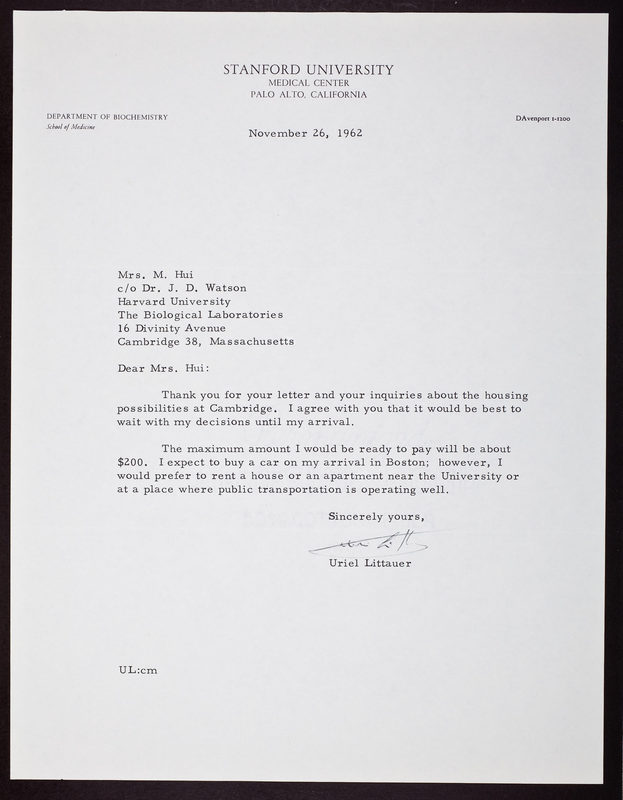 STANFORD UNIVERSITY
MEDICAL CENTER
PALO ALTO, CALIFORNIA
DEPARTMENT OF BIOCHEMISTRY
School of Medicine
DAvenport 1-1200
November 26, 1962
Mrs. M. Hui
c/o Dr. J. D. Watson
Harvard University
The Biological Laboratories
16 Divinity Avenue
Cambridge 38, Massachusetts
Dear Mrs. Hui:
Thank you for your letter and your inquiries about the housing
possibilities at Cambridge. I agree with you that it would be best to
wait with my decisions until my arrival.
The maximum amount I would be ready to pay will be about
$200. I expect to buy a car on my arrival in Boston; however, I
would prefer to rent a house or an apartment near the University or
at a place where public transportation is operating well.
Sincerely yours,
Uriel Littauer
UL:cm